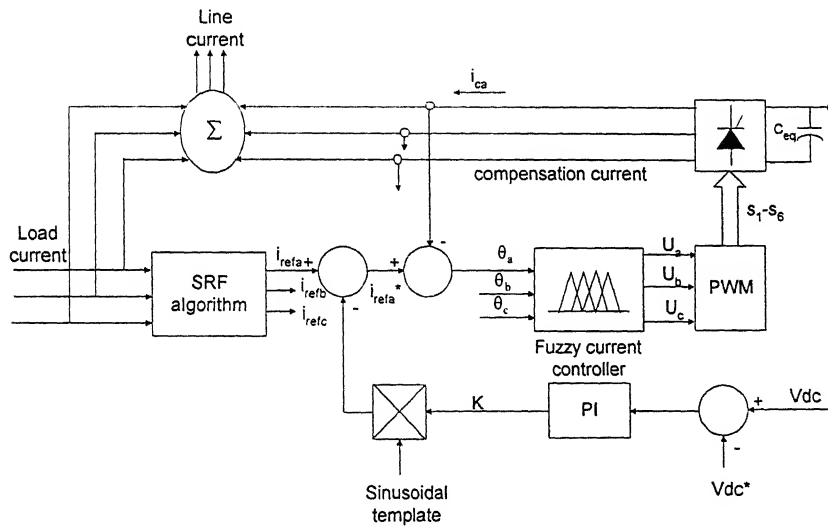 Line
current
i_ca
Σ
C_eq
compensation current
s_1-s_6
Load
current
SRF
algorithm
i_refa +
i_refb
i_refc
-
i_refa*
+
-
θ_a
θ_b
θ_c
Fuzzy current
controller
U_a
U_b
U_c
PWM
K
PI
+
Vdc
-
Vdc*
Sinusoidal
template